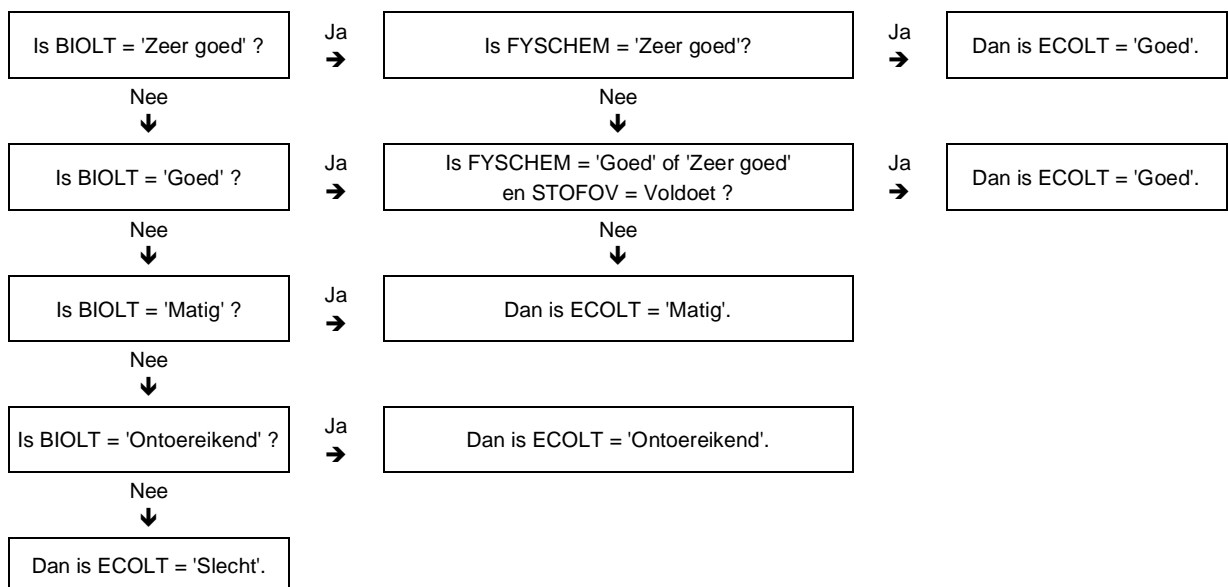 Is BIOLT = 'Zeer goed' ?
Ja
Is FYSCHEM = 'Zeer goed'?
Ja
Dan is ECOLT = 'Goed'.
Nee
Nee
Is BIOLT = 'Goed' ?
Ja
Is FYSCHEM = 'Goed' of 'Zeer goed'
en STOFOV = Voldoet ?
Ja
Dan is ECOLT = 'Goed'.
Nee
Nee
Is BIOLT = 'Matig' ?
Ja
Dan is ECOLT = 'Matig'.
Nee
Is BIOLT = 'Ontoereikend' ?
Ja
Dan is ECOLT = 'Ontoereikend'.
Nee
Dan is ECOLT = 'Slecht'.